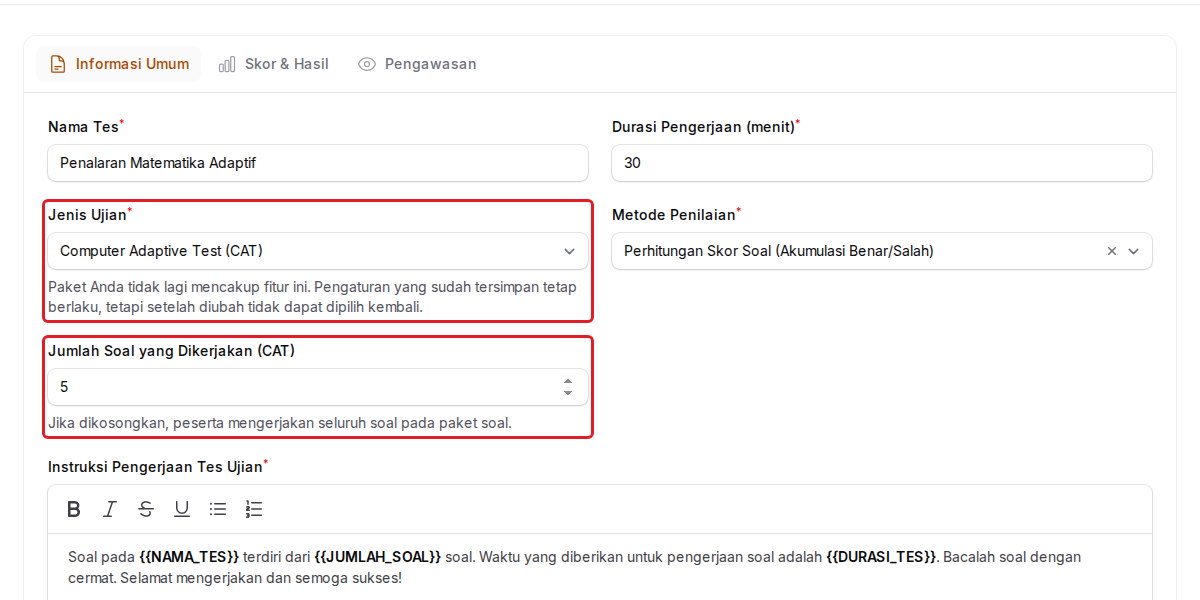 Informasi Umum Skor & Hasil Pengawasan
Nama Tes* Durasi Pengerjaan (menit)*
Penalaran Matematika Adaptif 30
Jenis Ujian* Metode Penilaian*
Computer Adaptive Test (CAT) Perhitungan Skor Soal (Akumulasi Benar/Salah)
Paket Anda tidak lagi mencakup fitur ini. Pengaturan yang sudah tersimpan tetap
berlaku, tetapi setelah diubah tidak dapat dipilih kembali.
Jumlah Soal yang Dikerjakan (CAT)
5
Jika dikosongkan, peserta mengerjakan seluruh soal pada paket soal.
Instruksi Pengerjaan Tes Ujian*
Soal pada {{NAMA_TES}} terdiri dari {{JUMLAH_SOAL}} soal. Waktu yang diberikan untuk pengerjaan soal adalah {{DURASI_TES}}. Bacalah soal dengan
cermat. Selamat mengerjakan dan semoga sukses!